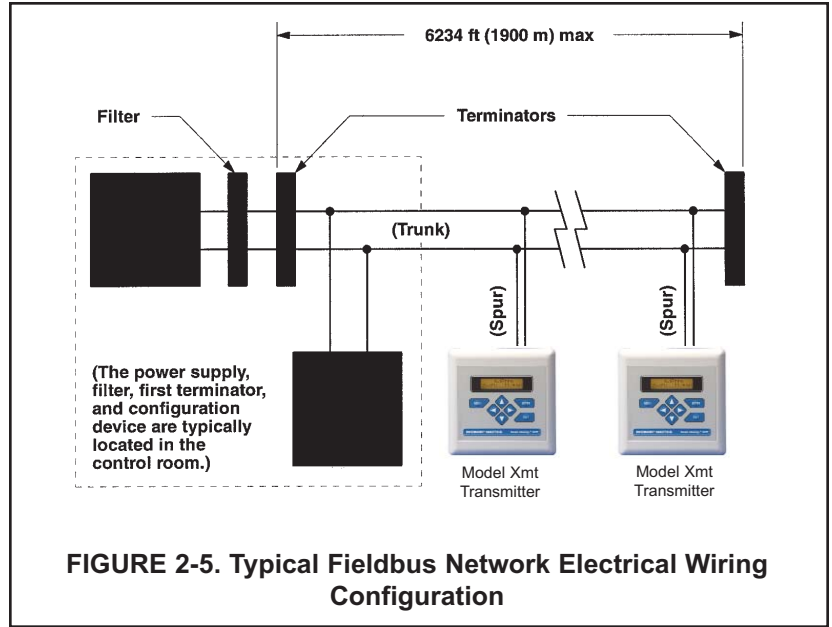 6234 ft (1900 m) max
Filter
Terminators
(Trunk)
(Spur)
(Spur)
(The power supply,
filter, first terminator,
and configuration
device are typically
located in the
control room.)
Model Xmt
Transmitter
Model Xmt
Transmitter
FIGURE 2-5. Typical Fieldbus Network Electrical Wiring
Configuration